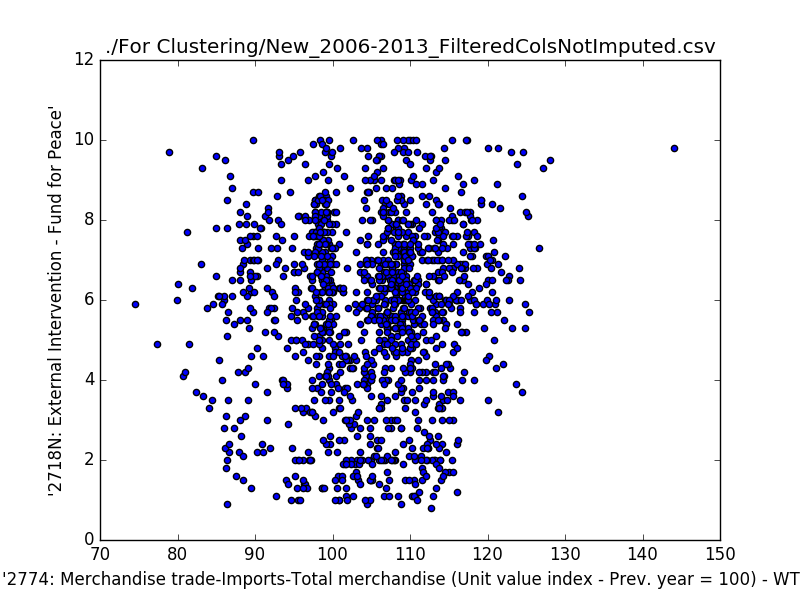 ./For Clustering/New_2006-2013_FilteredColsNotImputed.csv
'2718N: External Intervention - Fund for Peace'
12
10
8
6
4
2
0
70 80 90 100 110 120 130 140 150
'2774: Merchandise trade-Imports-Total merchandise (Unit value index - Prev. year = 100) - WT